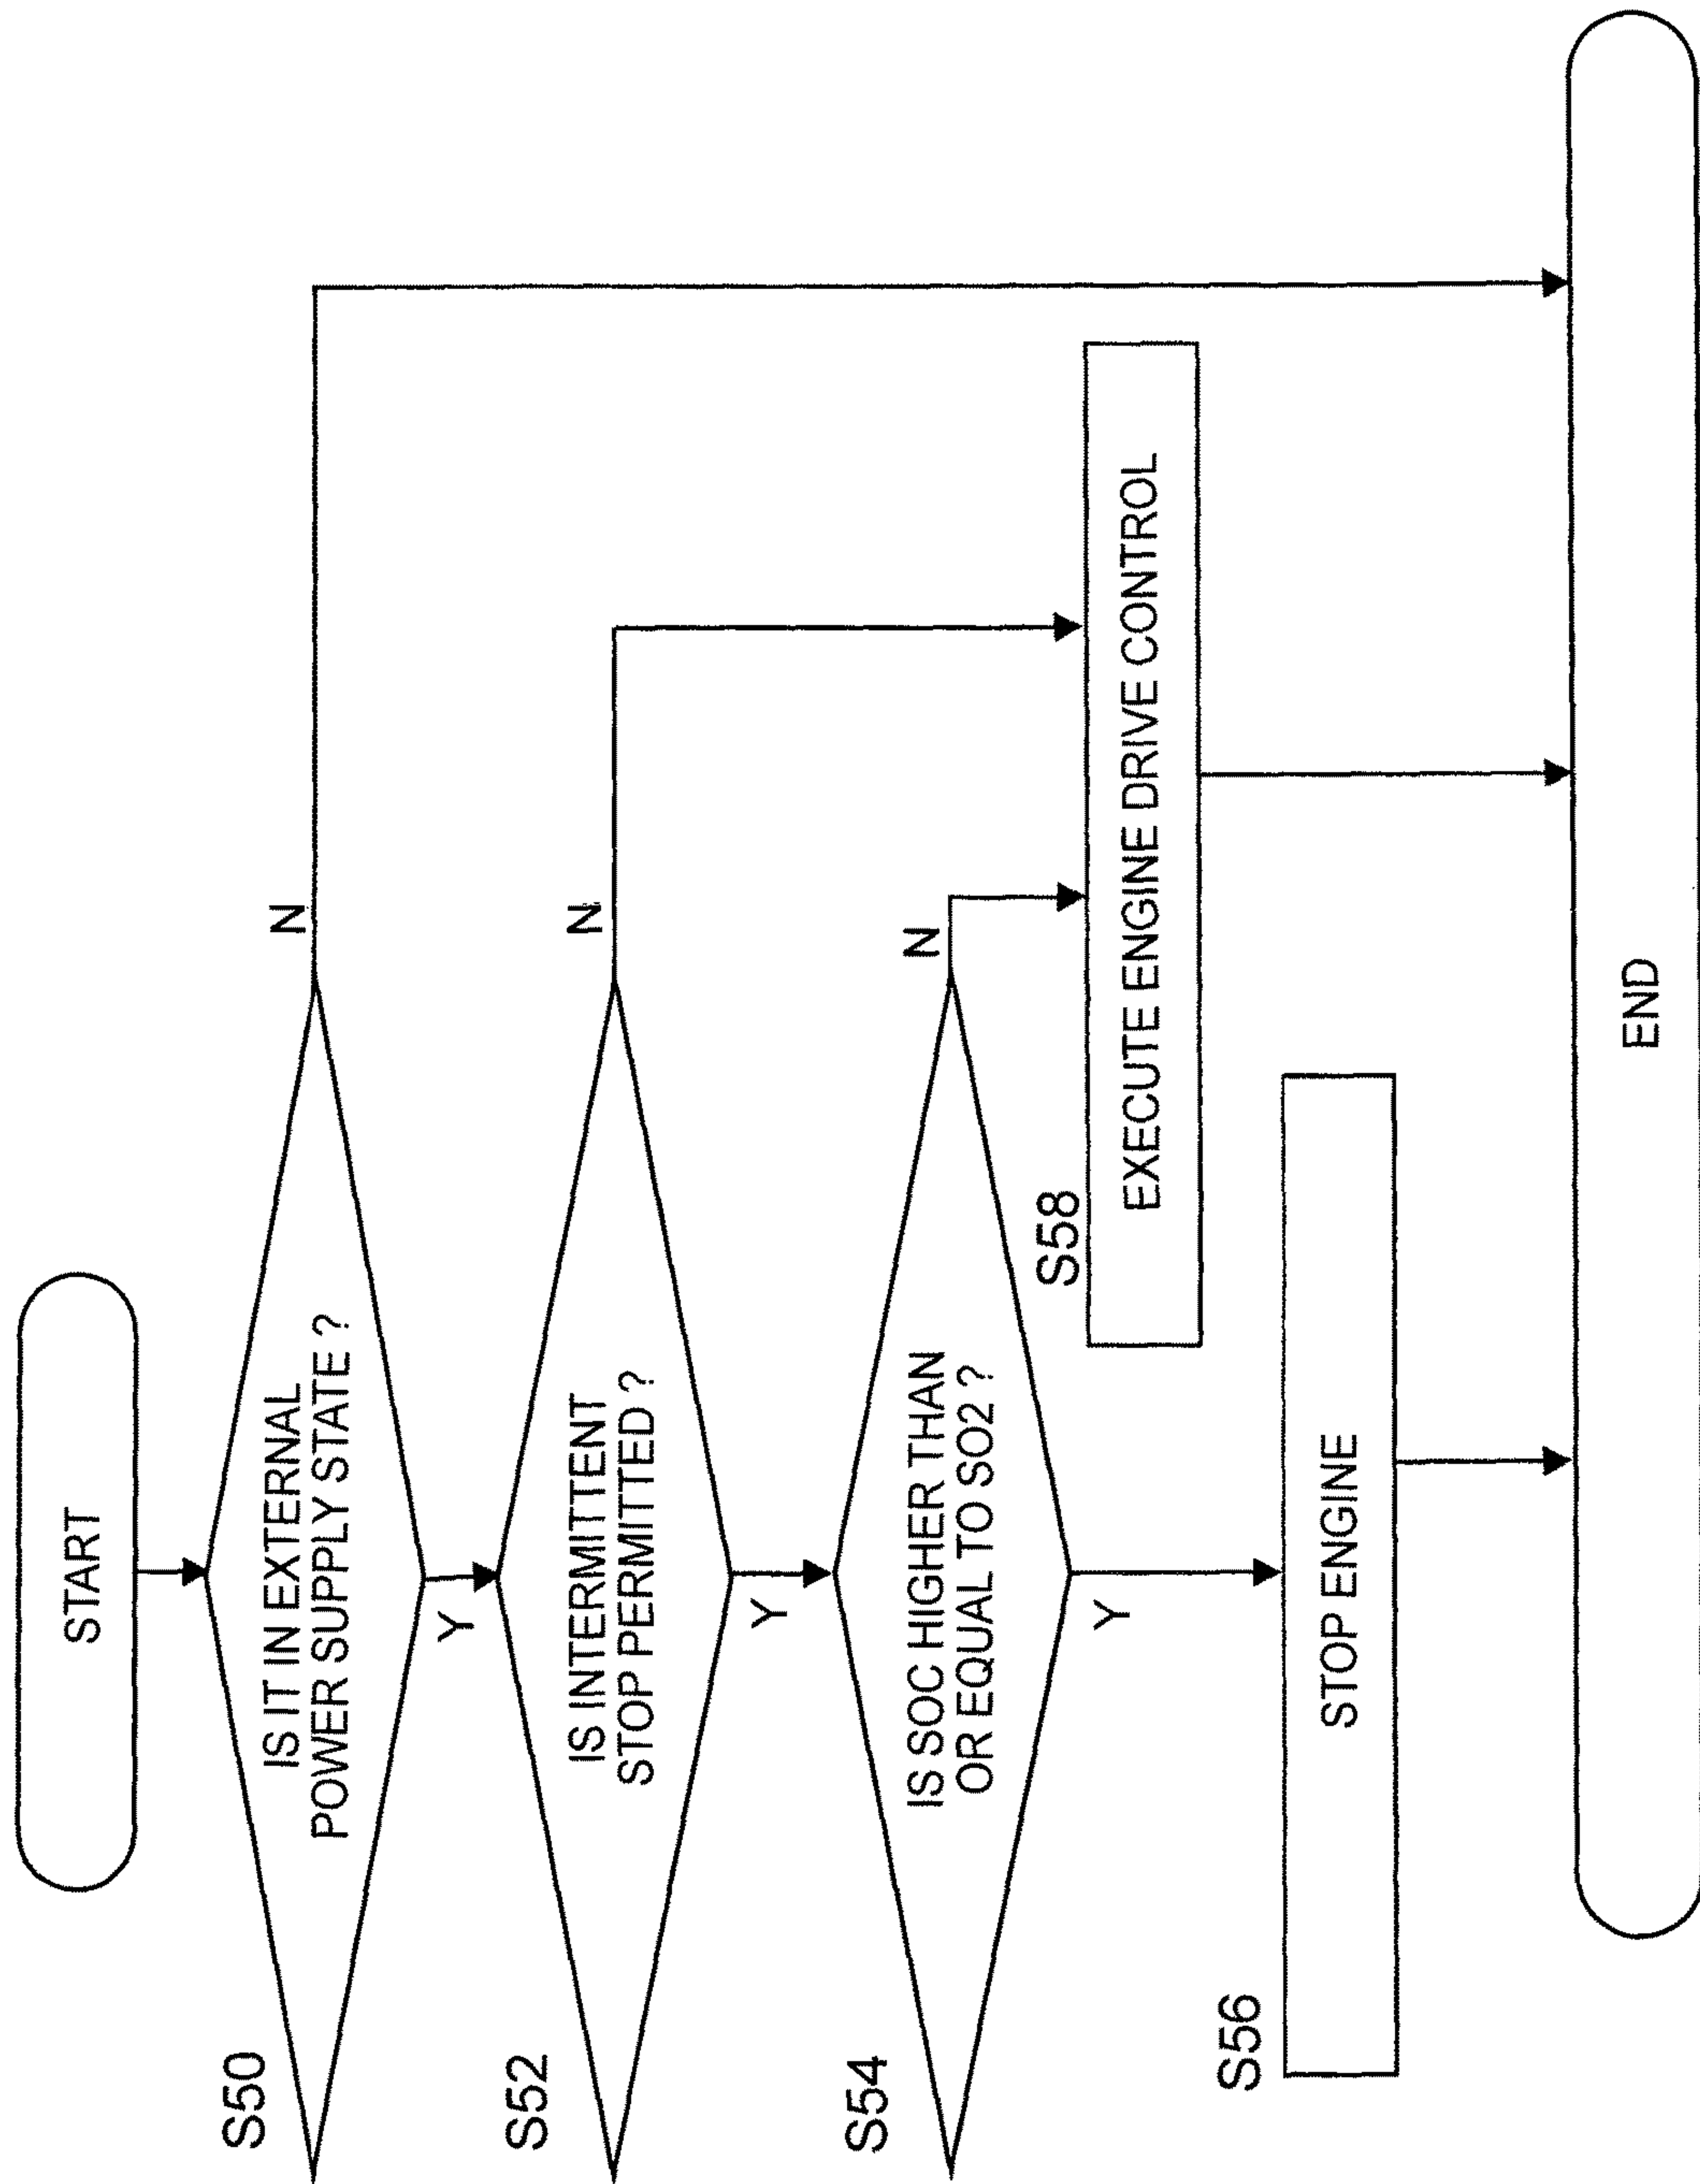 START
S50
IS IT IN EXTERNAL
POWER SUPPLY STATE ?
N
Y
S52
IS INTERMITTENT
STOP PERMITTED ?
N
Y
S54
IS SOC HIGHER THAN
OR EQUAL TO SO2 ?
N
Y
S58
EXECUTE ENGINE DRIVE CONTROL
S56
STOP ENGINE
END